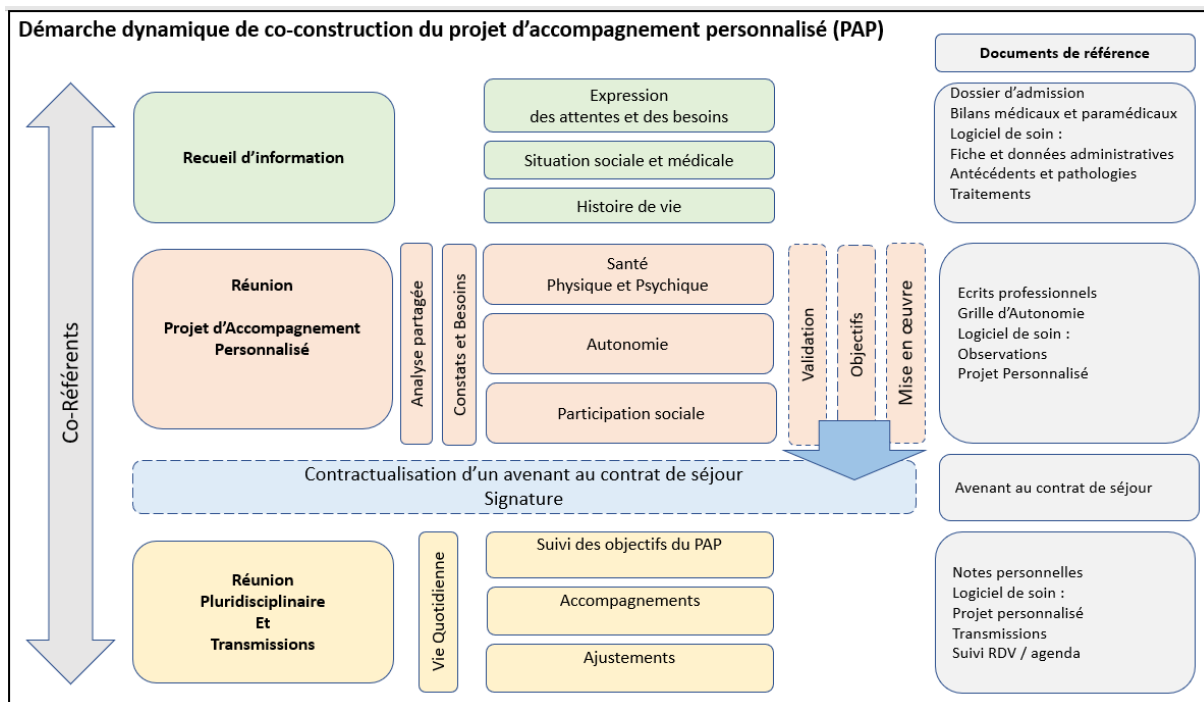 Démarche dynamique de co-construction du projet d’accompagnement personnalisé (PAP)
Documents de référence
Co-Référents
Recueil d’information
Expression
des attentes et des besoins
Situation sociale et médicale
Histoire de vie
Dossier d’admission
Bilans médicaux et paramédicaux
Logiciel de soin :
Fiche et données administratives
Antécédents et pathologies
Traitements
Réunion
Projet d’Accompagnement
Personnalisé
Analyse partagée
Constats et Besoins
Santé
Physique et Psychique
Autonomie
Participation sociale
Validation
Objectifs
Mise en œuvre
Ecrits professionnels
Grille d’Autonomie
Logiciel de soin :
Observations
Projet Personnalisé
Contractualisation d’un avenant au contrat de séjour
Signature
Avenant au contrat de séjour
Réunion
Pluridisciplinaire
Et
Transmissions
Vie Quotidienne
Suivi des objectifs du PAP
Accompagnements
Ajustements
Notes personnelles
Logiciel de soin :
Projet personnalisé
Transmissions
Suivi RDV / agenda